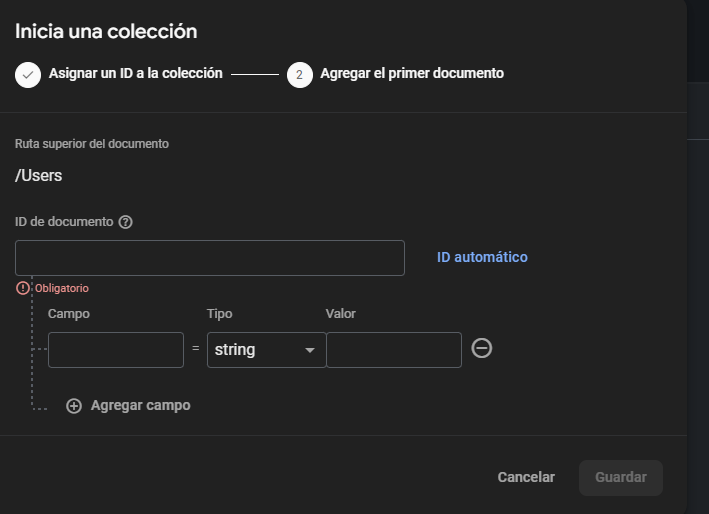 Inicia una colección
Asignar un ID a la colección 2 Agregar el primer documento
Ruta superior del documento
/Users
ID de documento
ID automático
Obligatorio
Campo Tipo Valor
= string
Agregar campo
Cancelar Guardar